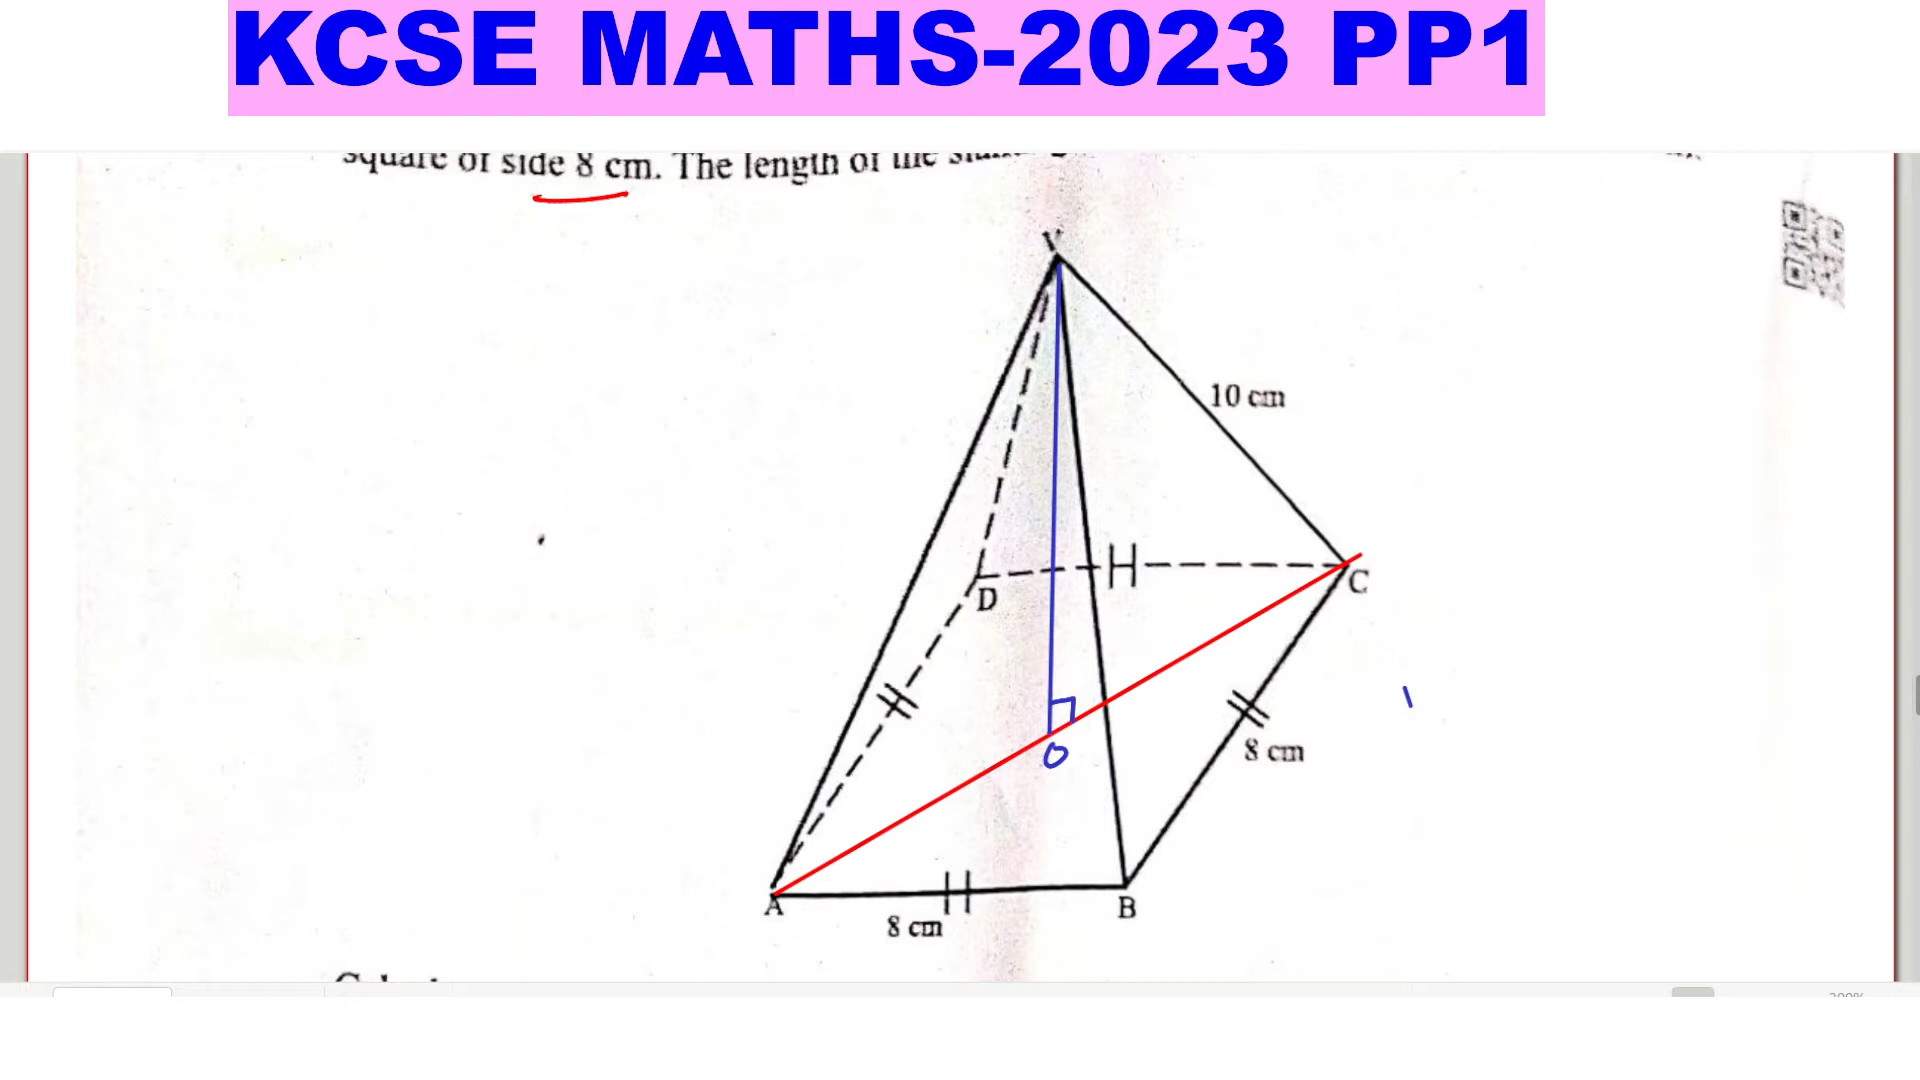 KCSE MATHS-2023 PP1
square of side 8 cm. The length of the
V
10 cm
D
C
8 cm
O
A
B
8 cm
200%